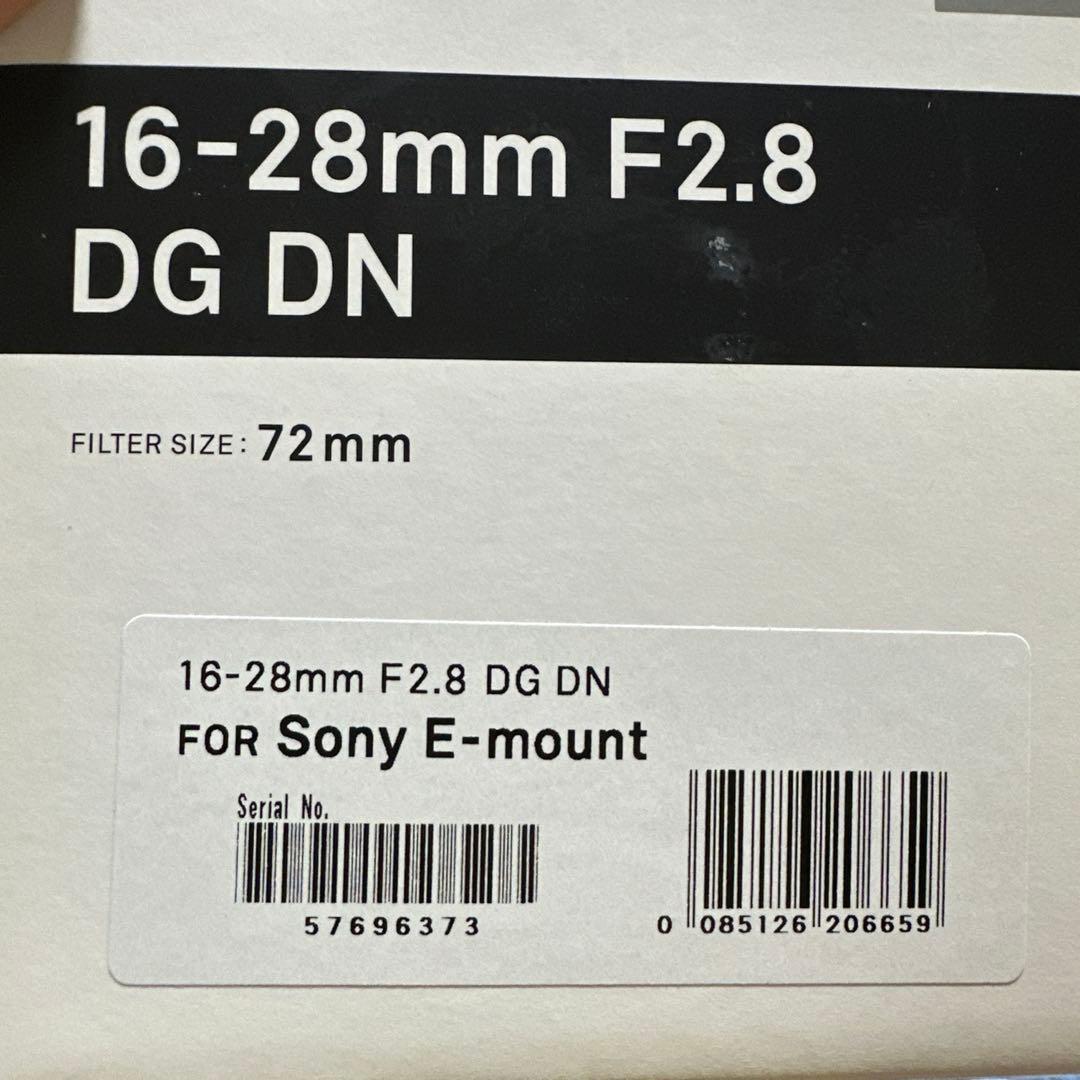 16-28mm F2.8
DG DN
FILTER SIZE: 72mm
16-28mm F2.8 DG DN
FOR Sony E-mount
Serial No.
57696373
0 085126 206659